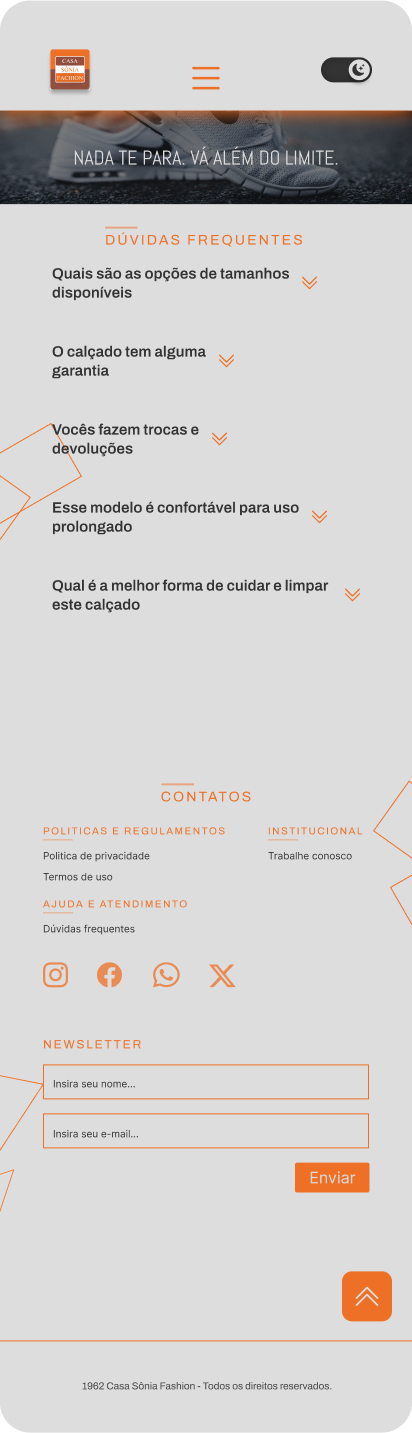 CASA
SÔNIA
FACHION
NADA TE PARA. VÁ ALÉM DO LIMITE.
DÚVIDAS FREQUENTES
Quais são as opções de tamanhos
disponíveis
O calçado tem alguma
garantia
Vocês fazem trocas e
devoluções
Esse modelo é confortável para uso
prolongado
Qual é a melhor forma de cuidar e limpar
este calçado
CONTATOS
POLITICAS E REGULAMENTOS
Politica de privacidade
Termos de uso
INSTITUCIONAL
Trabalhe conosco
AJUDA E ATENDIMENTO
Dúvidas frequentes
NEWSLETTER
Insira seu nome...
Insira seu e-mail...
Enviar
1962 Casa Sônia Fashion - Todos os direitos reservados.